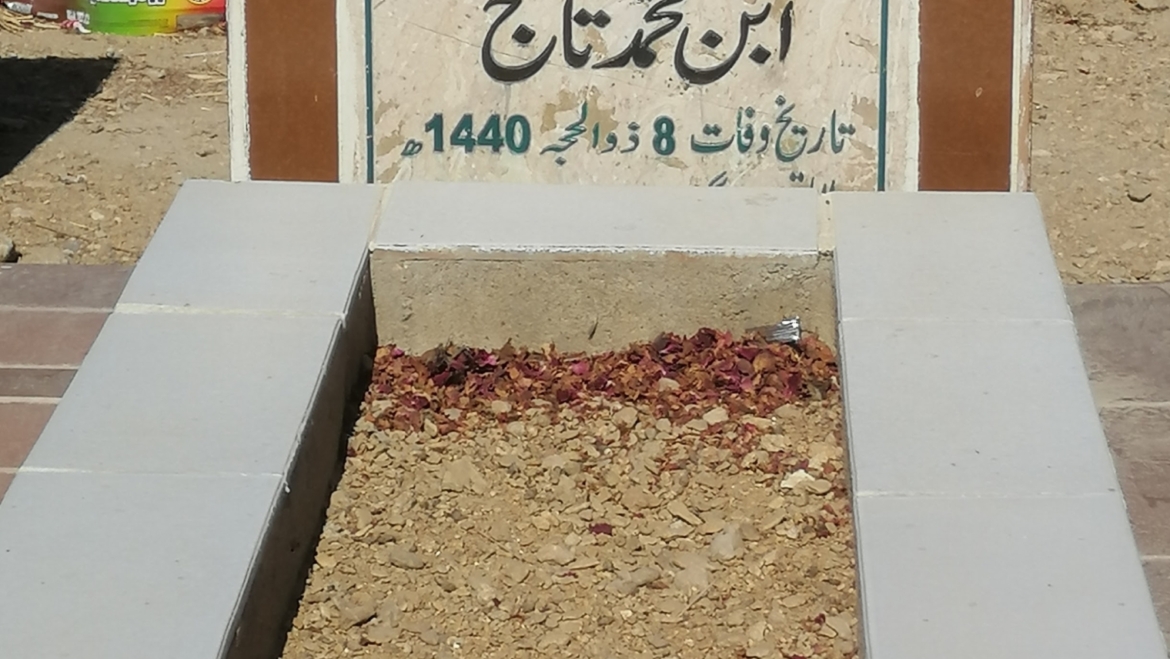 ابن محمد تاج
تاریخ وفات 8 ذوالحجہ 1440ھ